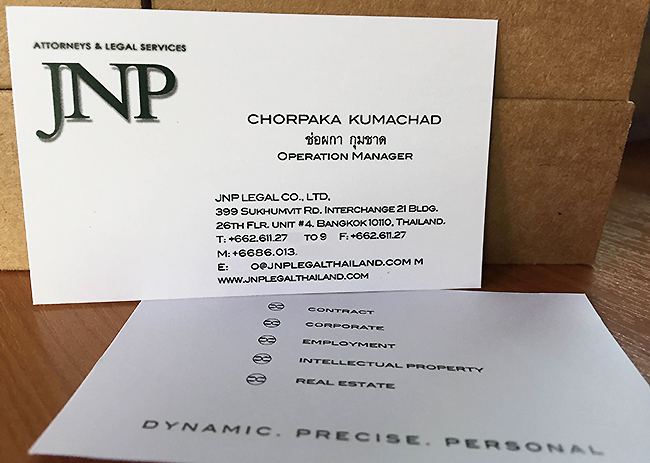 ATTORNEYS & LEGAL SERVICES
JNP
CHORPAKA KUMACHAD
ช่อผกา กุมชาด
OPERATION MANAGER
JNP LEGAL CO., LTD.
399 SUKHUMVIT RD. INTERCHANGE 21 BLDG.
26TH FLR. UNIT #4. BANGKOK 10110, THAILAND.
T: +662.611.27 TO 9 F: +662.611.27
M: +6686.013.
E: O@JNPLEGALTHAILAND.COM M
WWW.JNPLEGALTHAILAND.COM
CONTRACT
CORPORATE
EMPLOYMENT
INTELLECTUAL PROPERTY
REAL ESTATE
DYNAMIC. PRECISE. PERSONAL